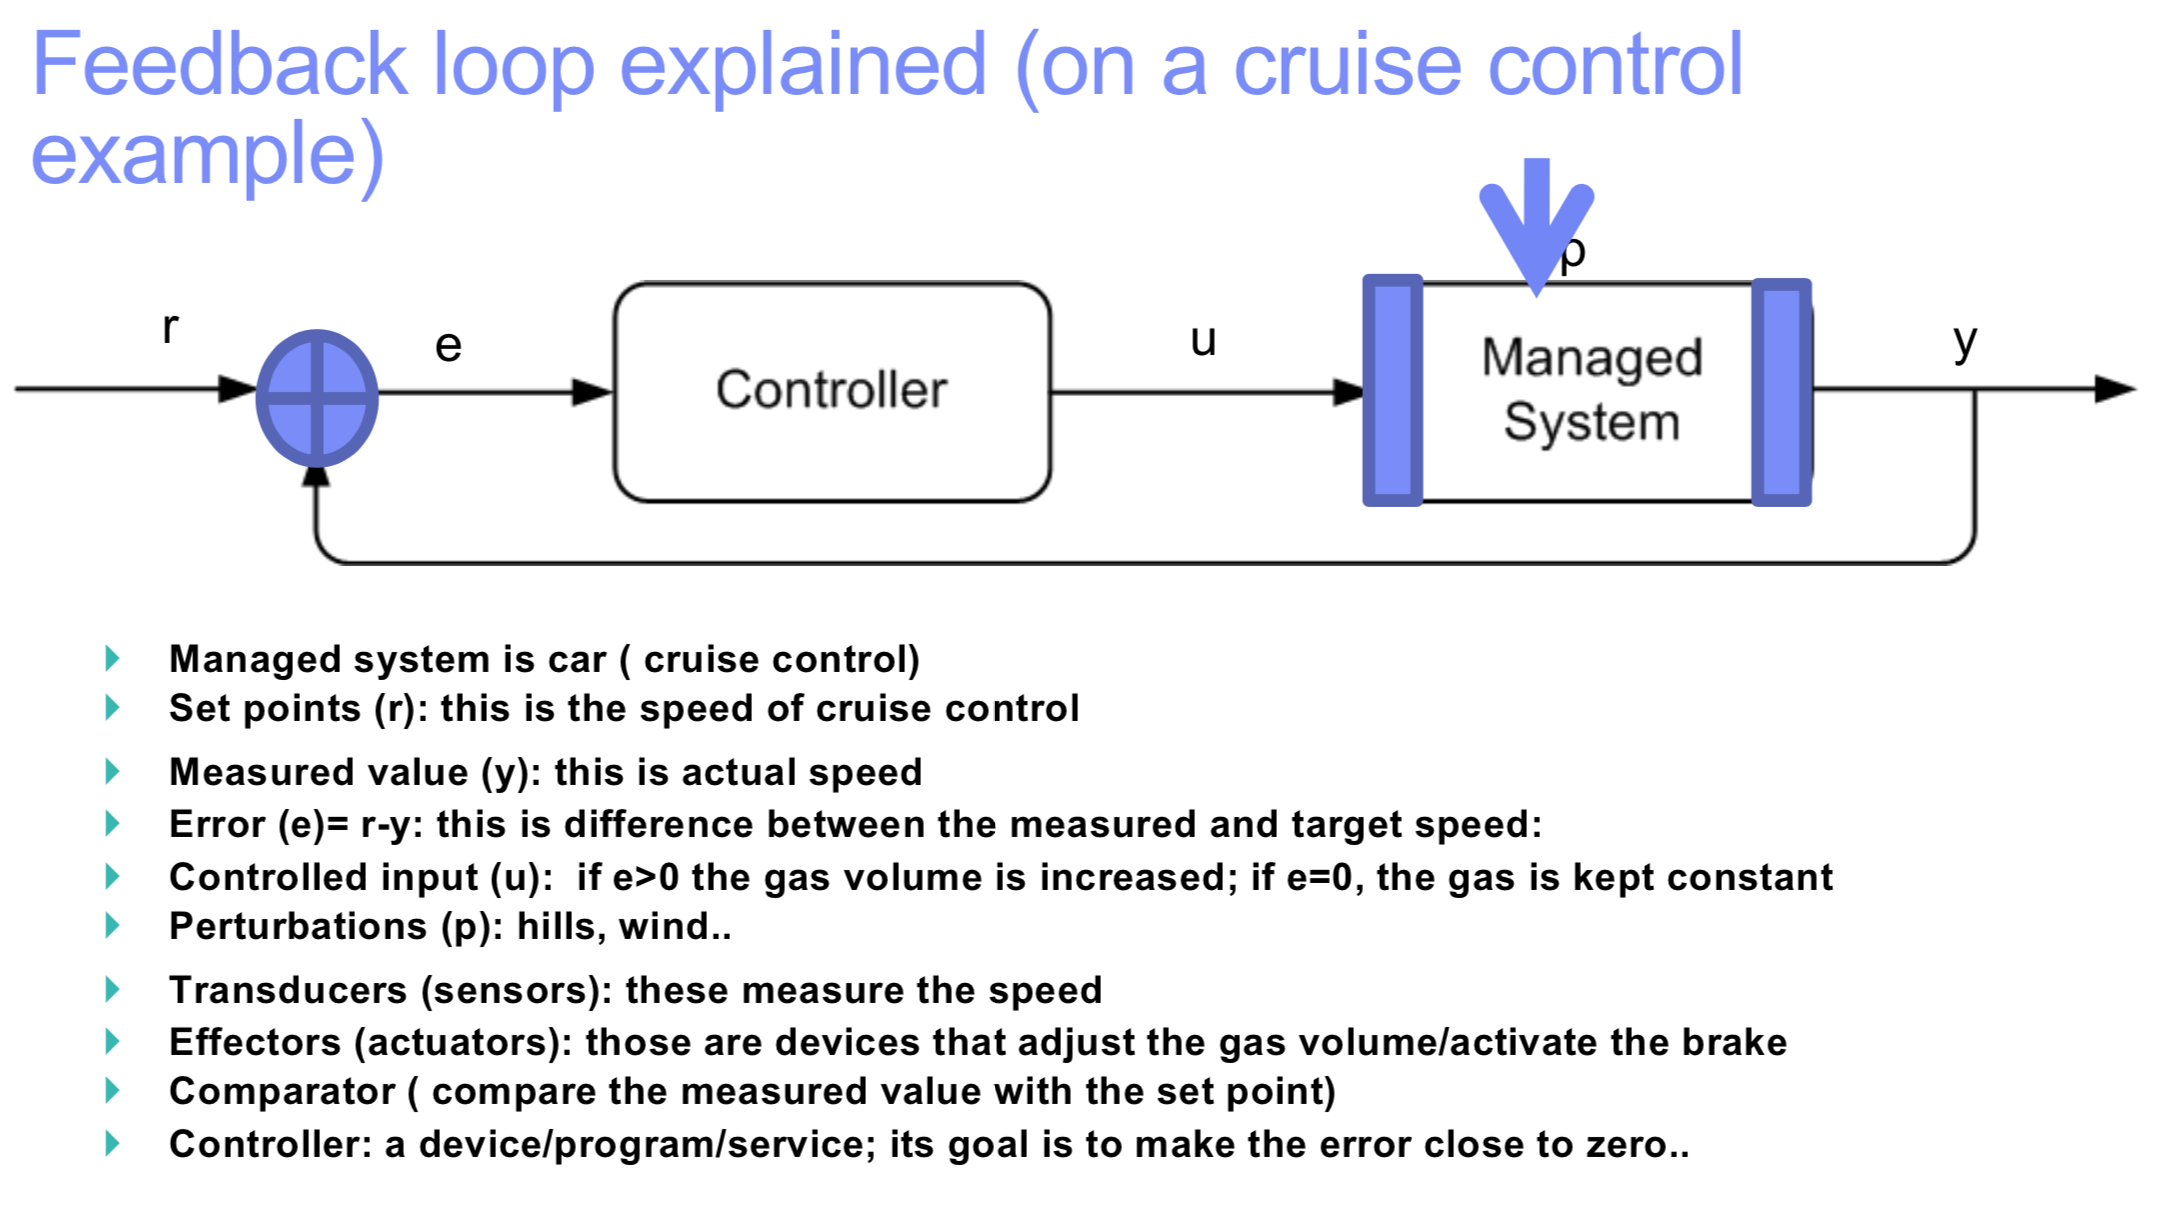 Feedback loop explained (on a cruise control
example)
p
r
e
u
y
Controller
Managed
System
Managed system is car ( cruise control)
Set points (r): this is the speed of cruise control
Measured value (y): this is actual speed
Error (e)= r-y: this is difference between the measured and target speed:
Controlled input (u):  if e>0 the gas volume is increased; if e=0, the gas is kept constant
Perturbations (p): hills, wind..
Transducers (sensors): these measure the speed
Effectors (actuators): those are devices that adjust the gas volume/activate the brake
Comparator ( compare the measured value with the set point)
Controller: a device/program/service; its goal is to make the error close to zero..